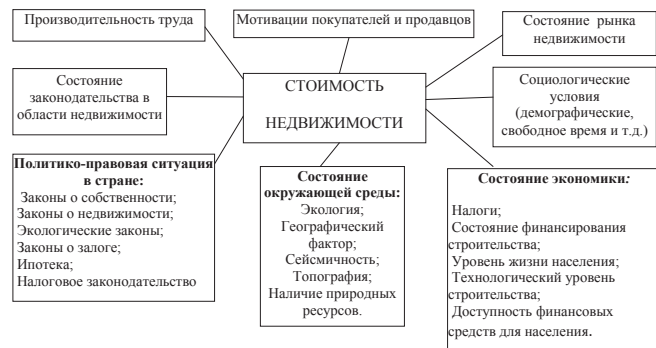 Производительность труда
Мотивации покупателей и продавцов
Состояние рынка
недвижимости
Состояние
законодательства в
области недвижимости
СТОИМОСТЬ
НЕДВИЖИМОСТИ
Социологические
условия
(демографические,
свободное время и т.д.)
Политико-правовая ситуация
в стране:
Законы о собственности;
Законы о недвижимости;
Экологические законы;
Законы о залоге;
Ипотека;
Налоговое законодательство
Состояние
окружающей среды:
Экология;
Географический
фактор;
Сейсмичность;
Топография;
Наличие природных
ресурсов.
Состояние экономики:
Налоги;
Состояние финансирования
строительства;
Уровень жизни населения;
Технологический уровень
строительства;
Доступность финансовых
средств для населения.